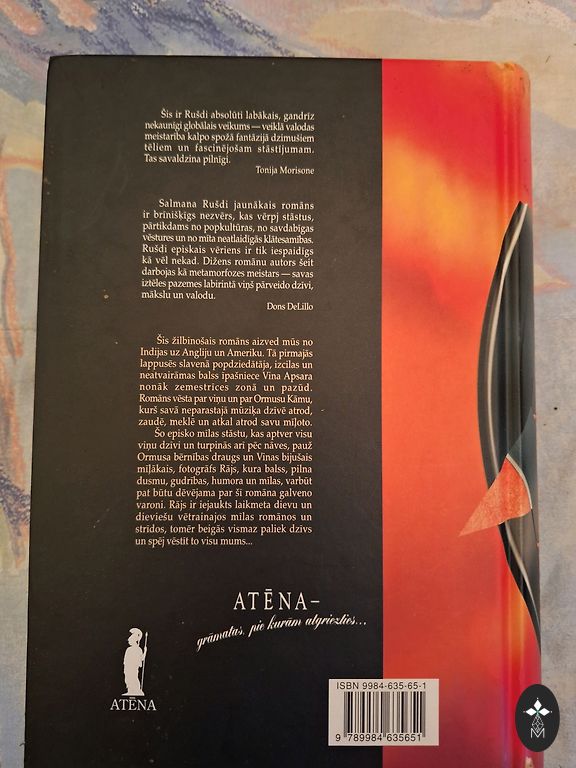 Šis ir Rušdi absolūti labākais, gandrīz
nekaunīgi globālais veikums — veiklā valodas
meistarība kalpo spožā fantāzijā dzimušiem
tēliem un fascinējošam stāstījumam.
Tas savaldzina pilnīgi.
Tonija Morisone
Salmana Rušdi jaunākais romāns
ir brīnišķīgs nezvērs, kas vērpj stāstus,
pārtikdams no popkultūras, no savdabīgas
vēstures un no mīta neatlaidīgās klātesamības.
Rušdi episkais vēriens ir tik iespaidīgs
kā vēl nekad. Dižens romānu autors šeit
darbojas kā metamorfozes meistars — savas
iztēles pazemes labirintā viņš pārveido dzīvi,
mākslu un valodu.
Dons DeLillo
Šis žilbinošais romāns aizved mūs no
Indijas uz Angliju un Ameriku. Tā pirmajās
lappusēs slavenā popdziedātāja, izcilas un
neatvairāmas balss īpašniece Vina Apsara
nonāk zemestrīces zonā un pazūd.
Romāns vēsta par viņu un par Ormusu Kāmu,
kurš savā neparastajā mūziķa dzīvē atrod,
zaudē, meklē un atkal atrod savu mīļoto.
Šo episko mīlas stāstu, kas aptver visu
viņu dzīvi un turpinās arī pēc nāves, pauž
Ormusa bērnības draugs un Vinas bijušais
mīļākais, fotogrāfs Rājs, kura balss, pilna
dusmu, gudrības, humora un mīlas, varbūt
pat būtu dēvējama par šī romāna galveno
varoni. Rājs ir iejaukts laikmeta dievu un
dieviešu vētrainajos mīlas romānos un
strīdos, tomēr beigās vismaz paliek dzīvs
un spēj vēstīt to visu mums...
ATĒNA–
grāmatas, pie kurām atgriezties...
ATĒNA
ISBN 9984-635-65-1
9 789984 635651
M